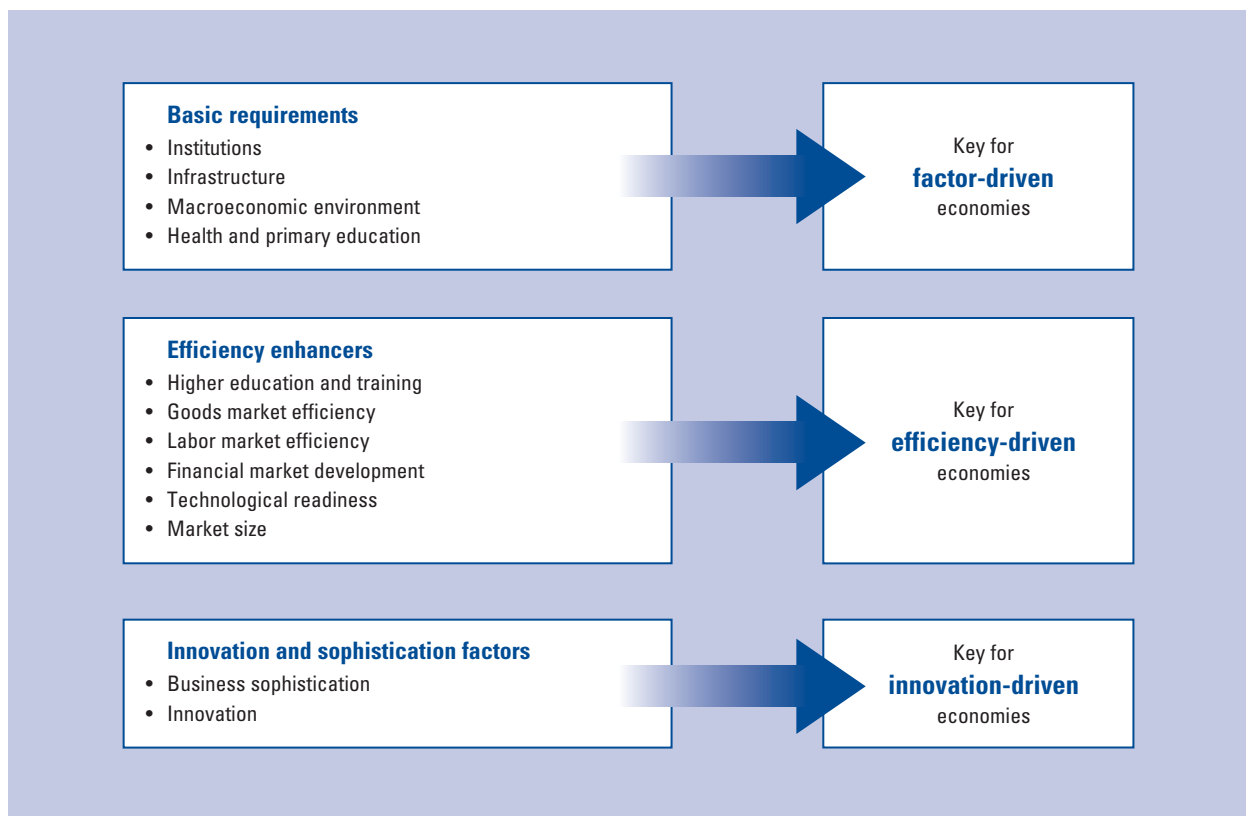 Basic requirements
• Institutions
• Infrastructure
• Macroeconomic environment
• Health and primary education
Key for
factor-driven
economies
Efficiency enhancers
• Higher education and training
• Goods market efficiency
• Labor market efficiency
• Financial market development
• Technological readiness
• Market size
Key for
efficiency-driven
economies
Innovation and sophistication factors
• Business sophistication
• Innovation
Key for
innovation-driven
economies